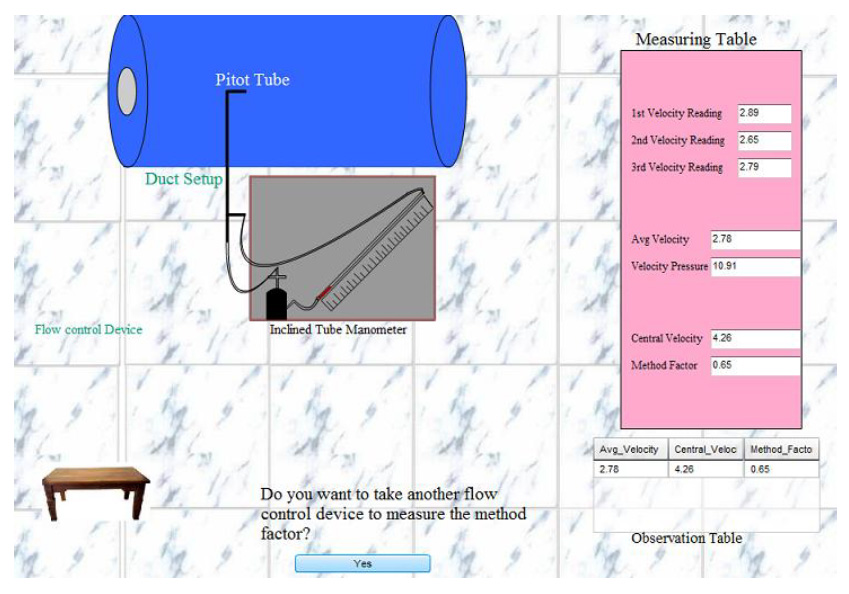 Measuring Table
Pitot Tube
1st Velocity Reading 2.89
2nd Velocity Reading 2.65
3rd Velocity Reading 2.79
Duct Setup
Avg Velocity 2.78
Velocity Pressure 10.91
Flow control Device
Inclined Tube Manometer
Central Velocity 4.26
Method Factor 0.65
Avg_Velocity Central_Veloc Method_Facto
2.78 4.26 0.65
Do you want to take another flow
control device to measure the method
factor?
Observation Table
Yes